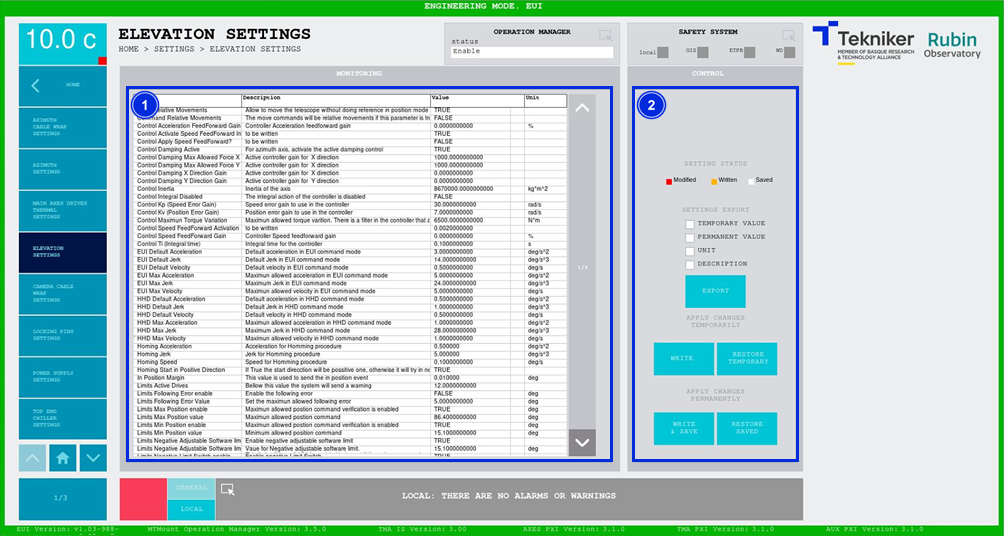 ENGINEERING MODE. EUI
10.0 c
ELEVATION SETTINGS
HOME > SETTINGS > ELEVATION SETTINGS
OPERATION MANAGER
status
Enable
SAFETY SYSTEM
local GIS ETPB WD
Tekniker
MEMBER OF BASQUE RESEARCH
& TECHNOLOGY ALLIANCE
Rubin
Observatory
HOME
AZIMUTH
CABLE WRAP
SETTINGS
AZIMUTH
SETTINGS
MAIN AXES DRIVES
THERMAL
SETTINGS
ELEVATION
SETTINGS
CAMERA CABLE
WRAP
SETTINGS
LOCKING PINS
SETTINGS
POWER SUPPLY
SETTINGS
TOP END
CHILLER
SETTINGS
1/3
MONITORING
1
Description Value Unit
Relative Movements Allow to move the telescope without doing reference in position mode TRUE
Relative Movements The move commands will be relative movements if this parameter is tr FALSE
Control Acceleration FeedForward Gain Controller Acceleration feedforward gain 0.0000000000 %
Control Activate Speed FeedForward In to be written TRUE
Control Apply Speed FeedForward? to be written FALSE
Control Damping Active For azimuth axis, activate the active damping control TRUE
Control Damping Max Allowed Force X Active controller gain for X direction 1000.0000000000
Control Damping Max Allowed Force Y Active controller gain for Y direction 1000.0000000000
Control Damping X Direction Gain Active controller gain for X direction 0.0000000000
Control Damping Y Direction Gain Active controller gain for Y direction 0.0000000000
Control Inertia Inertia of the axis 8670000.0000000000 kg*m^2
Control Integral Disabled The integral action of the controller is disabled FALSE
Control Kp (Speed Error Gain) Speed error gain to use in the controller 30.0000000000 rad/s
Control Kv (Position Error Gain) Position error gain to use in the controller 7.0000000000 rad/s
Control Maximun Torque Variation Maximum allowed torque varition. There is a filter in the controller that c 6500.0000000000 N*m
Control Speed FeedForward Activation to be written 0.0020000000
Control Speed FeedForward Gain Controller Speed feedforward gain 0.0000000000 %
Control Ti (Integral time) Integral time for the controller 0.1000000000 s
EUI Default Acceleration Default acceleration in EUI command mode 3.0000000000 deg/s^2
EUI Default Jerk Default Jerk in EUI command mode 14.0000000000 deg/s^3
EUI Default Velocity Default velocity in EUI command mode 0.5000000000 deg/s
EUI Max Acceleration Maximun allowed acceleration in EUI command mode 5.0000000000 deg/s^2
EUI Max Jerk Maximum Jerk in EUI command mode 24.0000000000 deg/s^3
EUI Max Velocity Maximun allowed velocity in EUI command mode 5.0000000000 deg/s
HHD Default Acceleration Default acceleration in HHD command mode 0.5000000000 deg/s^2
HHD Default Jerk Default Jerk in HHD command mode 1.0000000000 deg/s^3
HHD Default Velocity Default velocity in HHD command mode 0.5000000000 deg/s
HHD Max Acceleration Maximun allowed acceleration in HHD command mode 1.0000000000 deg/s^2
HHD Max Jerk Maximum Jerk in HHD command mode 28.0000000000 deg/s^3
HHD Max Velocity Maximun allowed velocity in HHD command mode 1.0000000000 deg/s
Homing Acceleration Acceleration for Homming procedure 0.500000 deg/s^2
Homing Jerk Jerk for Homming procedure 5.000000 deg/s^3
Homing Speed Speed for Homming procedure 0.1000000000 deg/s
Homing Start in Positive Direction If True the start direction will be possitive one, otherwise it will try in ne TRUE
In Position Margin This value is used to send the in position event 0.010000 deg
Limits Active Drives Bellow this value the system will send a warning 12.0000000000
Limits Following Error enable Enable the following error FALSE deg
Limits Following Error Value Set the maximun allowed following error 5.0000000000 deg
Limits Max Position enable Maximun allowed position command verification is enabled TRUE deg
Limits Max Position value Maximun allowed postion command 86.4000000000 deg
Limits Min Position enable Maximun allowed position command verification is enabled TRUE deg
Limits Min Position value Minimum allowed position command 15.1000000000 deg
Limits Negative Adjustable Software lim Enable negative adjustable software limit TRUE
Limits Negative Adjustable Software lim Vaue for Negative adjustable software limit. 15.1000000000 deg
1/4
CONTROL
2
SETTING STATUS
Modified Written Saved
SETTINGS EXPORT
TEMPORARY VALUE
PERMANENT VALUE
UNIT
DESCRIPTION
EXPORT
APPLY CHANGES
TEMPORARILY
WRITE
RESTORE
TEMPORARY
APPLY CHANGES
PERMANENTLY
WRITE
& SAVE
RESTORE
SAVED
GENERAL
LOCAL
LOCAL: THERE ARE NO ALARMS OR WARNINGS
EUI Version: v1.03-988- MTMount Operation Manager Version: 3.5.0 TMA IS Version: 3.00 AXES PXI Version: 3.1.0 TMA PXI Version: 3.1.0 AUX PXI Version: 3.1.0